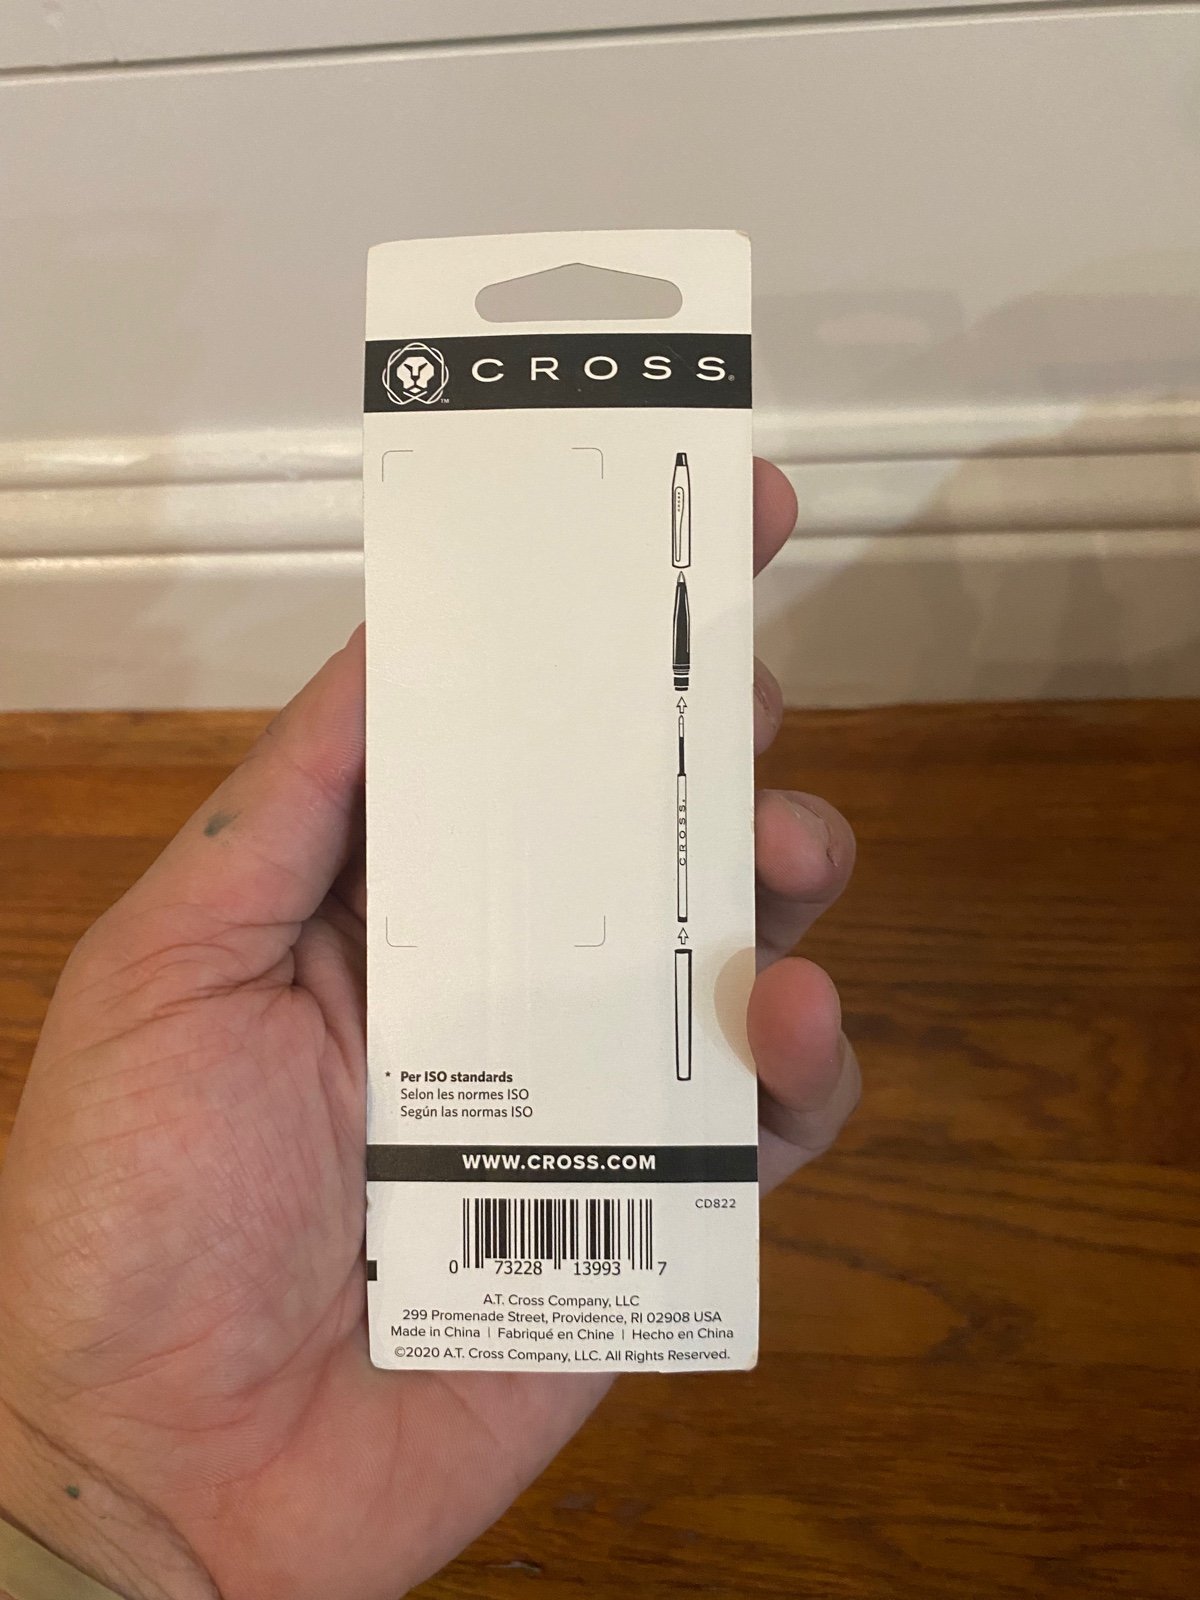 CROSS®
™
CROSS
CROSS.
* Per ISO standards
Selon les normes ISO
Según las normas ISO
WWW.CROSS.COM
CD822
0 73228 13993 7
A.T. Cross Company, LLC
299 Promenade Street, Providence, RI 02908 USA
Made in China | Fabriqué en Chine | Hecho en China
©2020 A.T. Cross Company, LLC. All Rights Reserved.